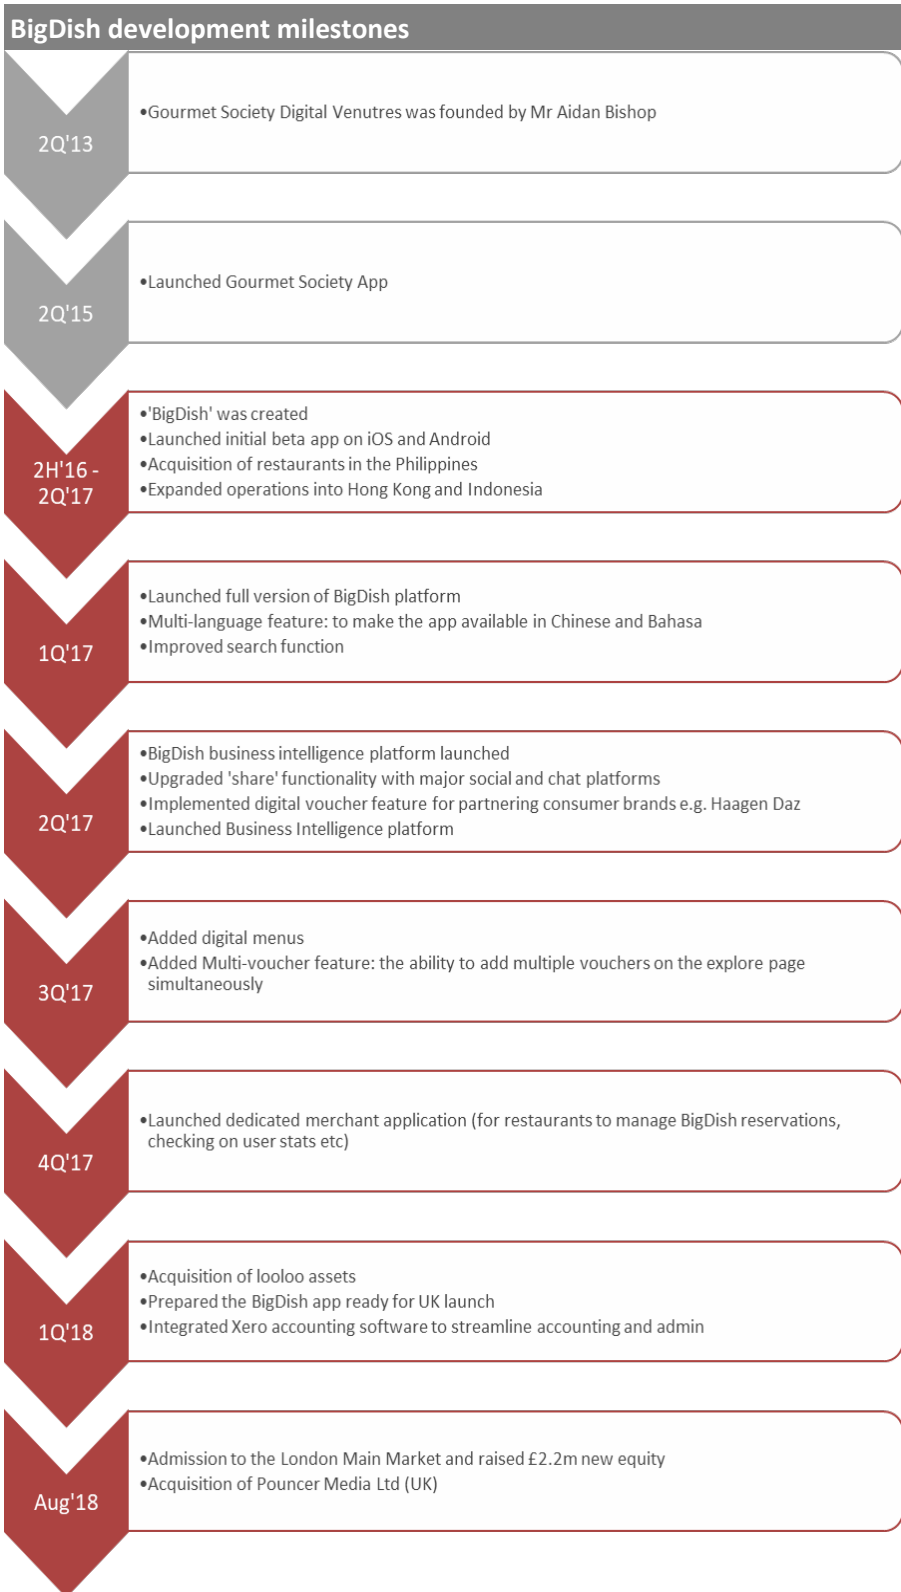 BigDish development milestones
2Q'13
•Gourmet Society Digital Venutres was founded by Mr Aidan Bishop
2Q'15
•Launched Gourmet Society App
2H'16 -
2Q'17
•'BigDish' was created
•Launched initial beta app on iOS and Android
•Acquisition of restaurants in the Philippines
•Expanded operations into Hong Kong and Indonesia
1Q'17
•Launched full version of BigDish platform
•Multi-language feature: to make the app available in Chinese and Bahasa
•Improved search function
2Q'17
•BigDish business intelligence platform launched
•Upgraded 'share' functionality with major social and chat platforms
•Implemented digital voucher feature for partnering consumer brands e.g. Haagen Daz
•Launched Business Intelligence platform
3Q'17
•Added digital menus
•Added Multi-voucher feature: the ability to add multiple vouchers on the explore page
simultaneously
4Q'17
•Launched dedicated merchant application (for restaurants to manage BigDish reservations,
checking on user stats etc)
1Q'18
•Acquisition of looloo assets
•Prepared the BigDish app ready for UK launch
•Integrated Xero accounting software to streamline accounting and admin
Aug'18
•Admission to the London Main Market and raised £2.2m new equity
•Acquisition of Pouncer Media Ltd (UK)